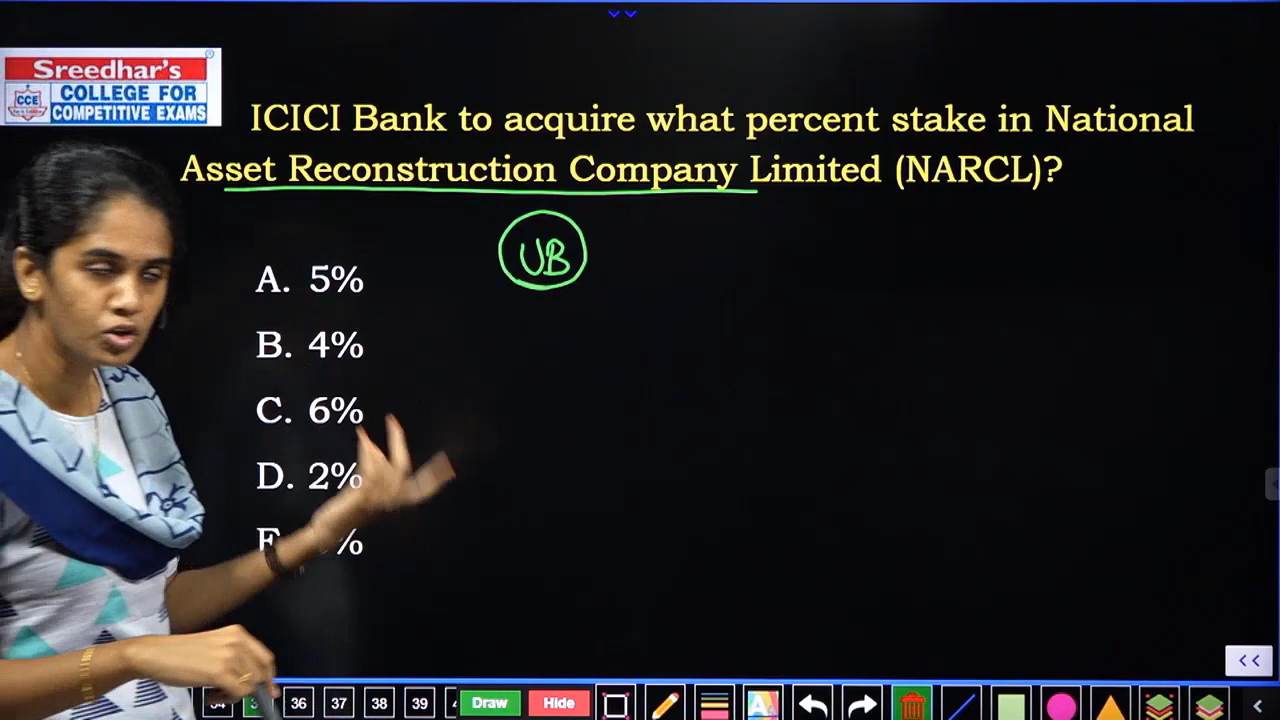 Sreedhar's
CCE
COLLEGE FOR
COMPETITIVE EXAMS
ICICI Bank to acquire what percent stake in National
Asset Reconstruction Company Limited (NARCL)?
UB
A. 5%
B. 4%
C. 6%
D. 2%
%
36 37 38 39 Draw Hide